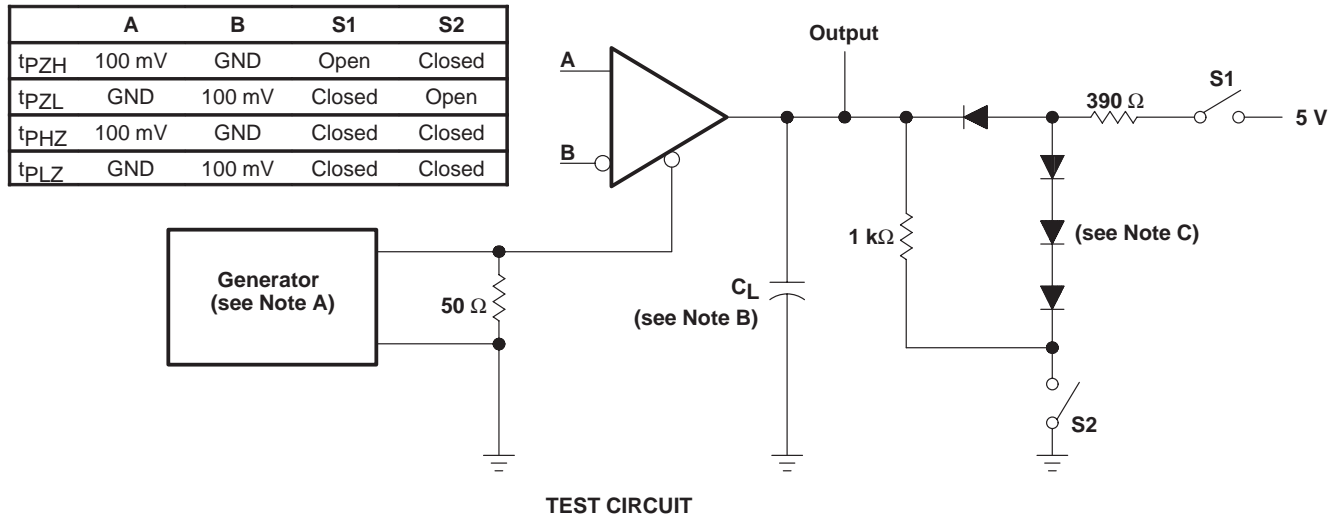 A B S1 S2
tPZH 100 mV GND Open Closed
tPZL GND 100 mV Closed Open
tPHZ 100 mV GND Closed Closed
tPLZ GND 100 mV Closed Closed
Output
A
B
390 Ω
S1
5 V
1 kΩ
(see Note C)
Generator
(see Note A)
50 Ω
CL
(see Note B)
S2
TEST CIRCUIT